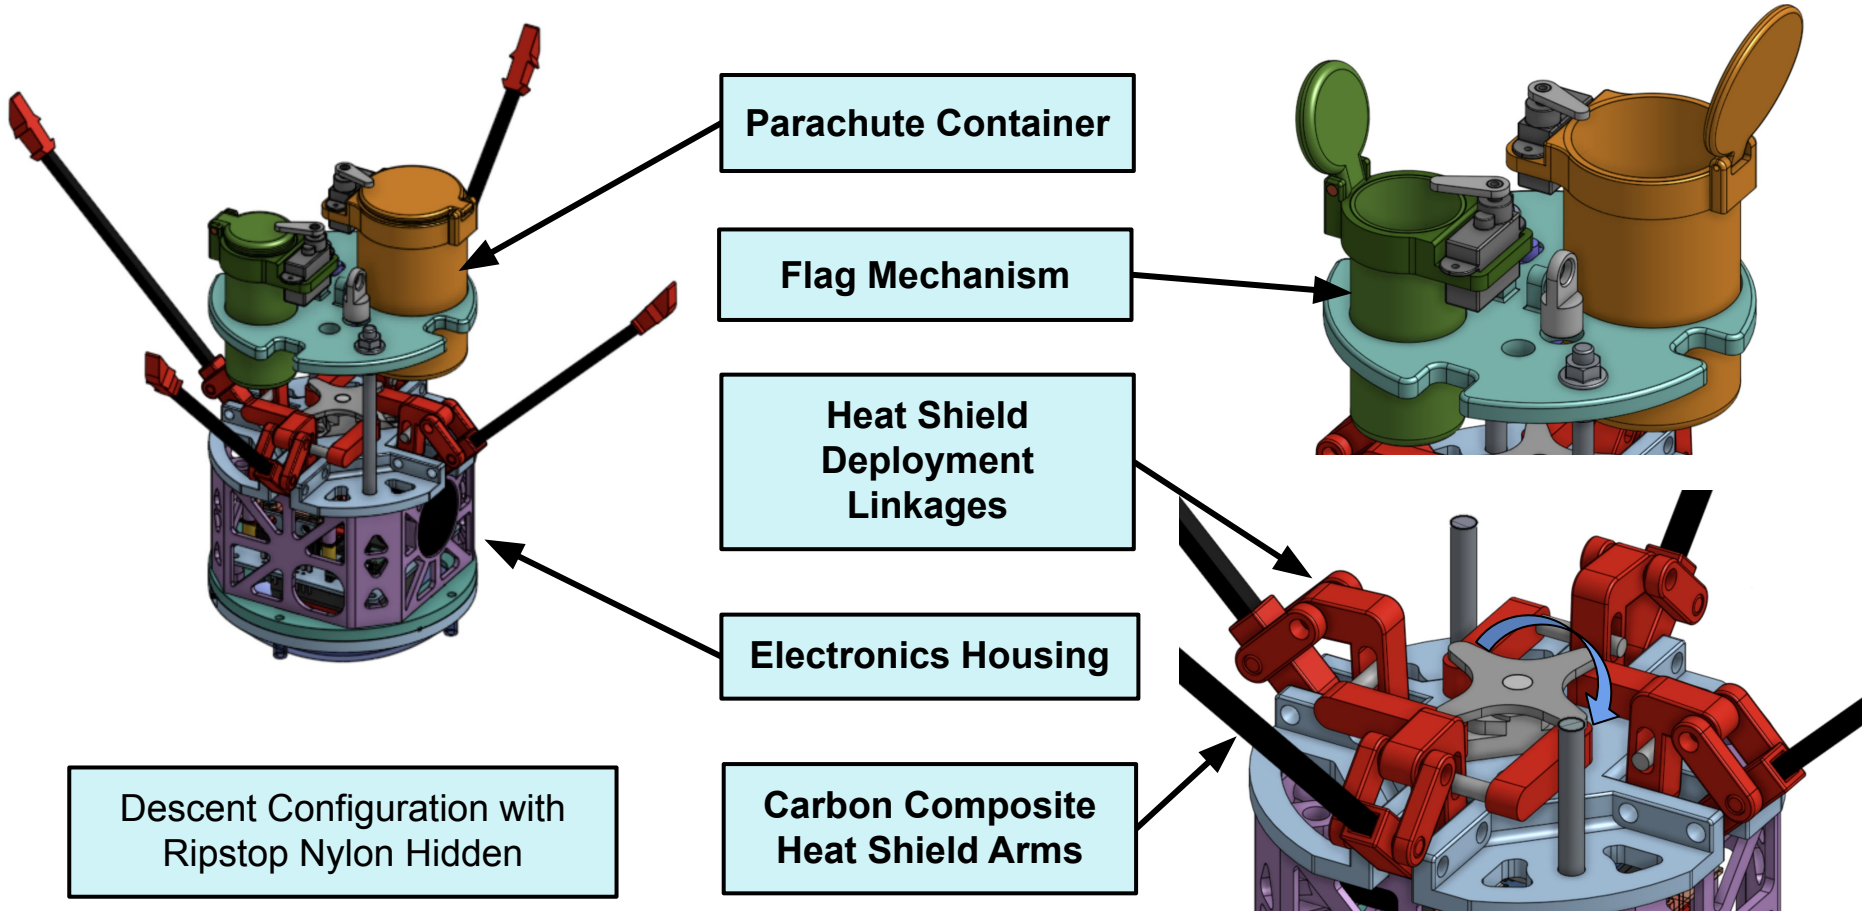 Parachute Container
Flag Mechanism
Heat Shield
Deployment
Linkages
Electronics Housing
Carbon Composite
Heat Shield Arms
Descent Configuration with
Ripstop Nylon Hidden